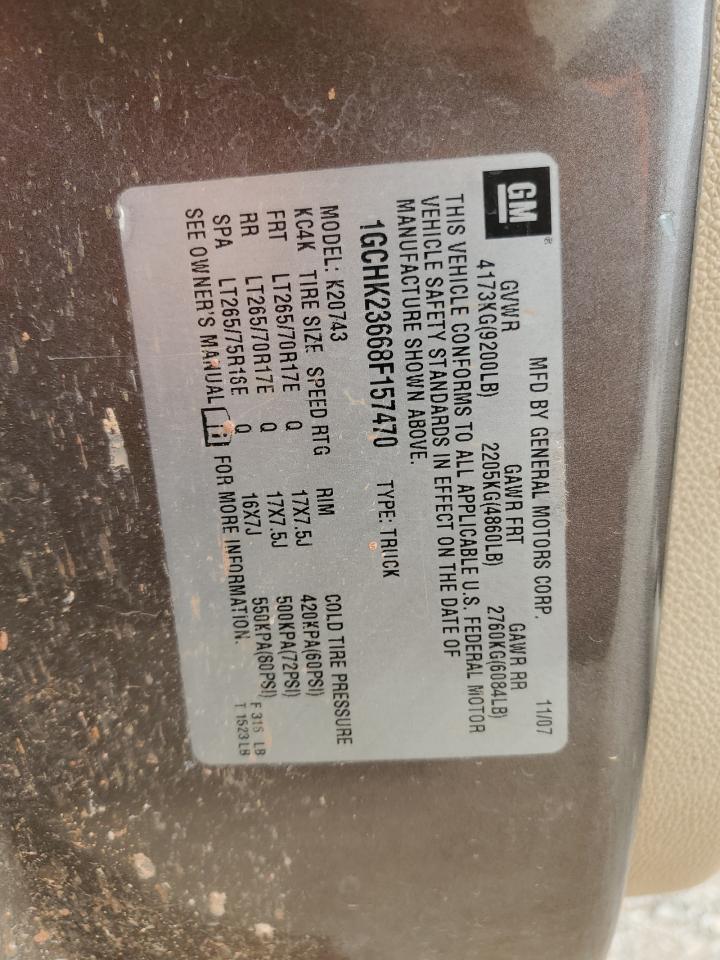 GM ®
MFD BY GENERAL MOTORS CORP. 11/07
GVWR GAWR FRT GAWR RR
4173KG(9200LB) 2205KG(4860LB) 2760KG(6084LB)
THIS VEHICLE CONFORMS TO ALL APPLICABLE U.S. FEDERAL MOTOR
VEHICLE SAFETY STANDARDS IN EFFECT ON THE DATE OF
MANUFACTURE SHOWN ABOVE.
1GCHK23668F157470 TYPE: TRUCK
MODEL: K20743
KC4K TIRE SIZE SPEED RTG RIM COLD TIRE PRESSURE
FRT LT265/70R17E Q 17X7.5J 420KPA(60PSI)
RR LT265/70R17E Q 17X7.5J 500KPA(72PSI)
SPA LT265/75R16E Q 16X7J 550KPA(80PSI)
SEE OWNER'S MANUAL FOR MORE INFORMATION.
F 316 LB
T 1523 LB